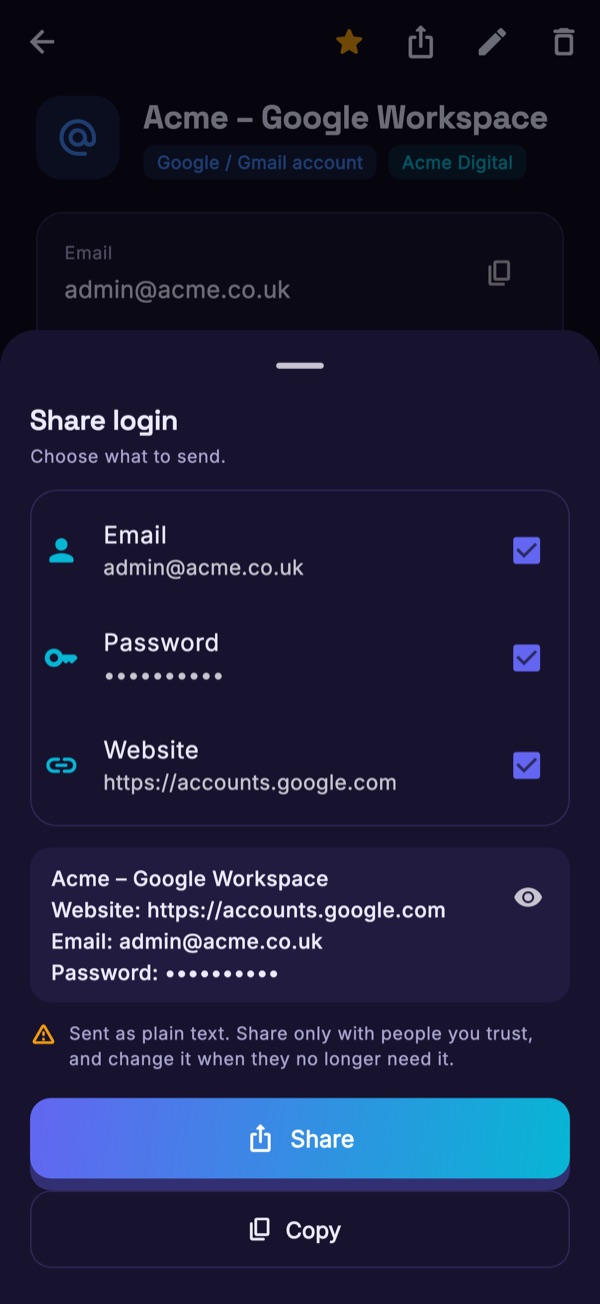 Acme – Google Workspace
Google / Gmail account
Acme Digital
Email
admin@acme.co.uk
Share login
Choose what to send.
Email
admin@acme.co.uk
Password
••••••••••
Website
https://accounts.google.com
Acme – Google Workspace
Website: https://accounts.google.com
Email: admin@acme.co.uk
Password: ••••••••••
Sent as plain text. Share only with people you trust,
and change it when they no longer need it.
Share
Copy